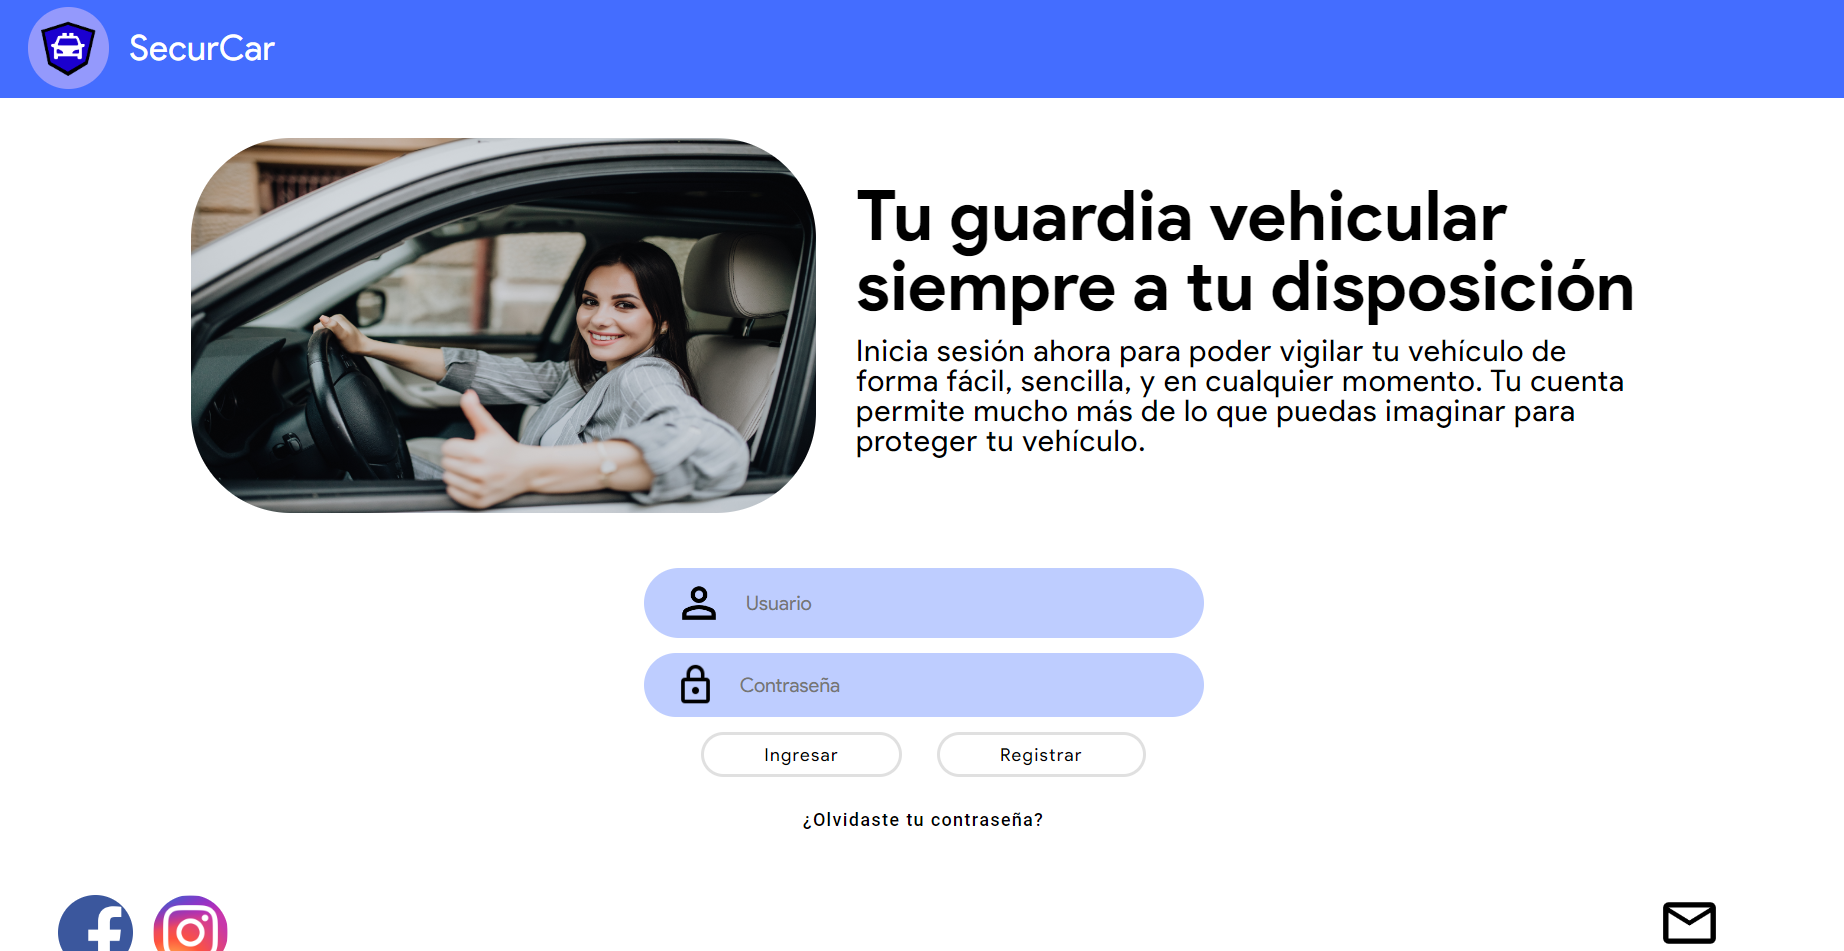 SecurCar
Tu guardia vehicular
siempre a tu disposición
Inicia sesión ahora para poder vigilar tu vehículo de
forma fácil, sencilla, y en cualquier momento. Tu cuenta
permite mucho más de lo que puedas imaginar para
proteger tu vehículo.
Usuario
Contraseña
Ingresar
Registrar
¿Olvidaste tu contraseña?